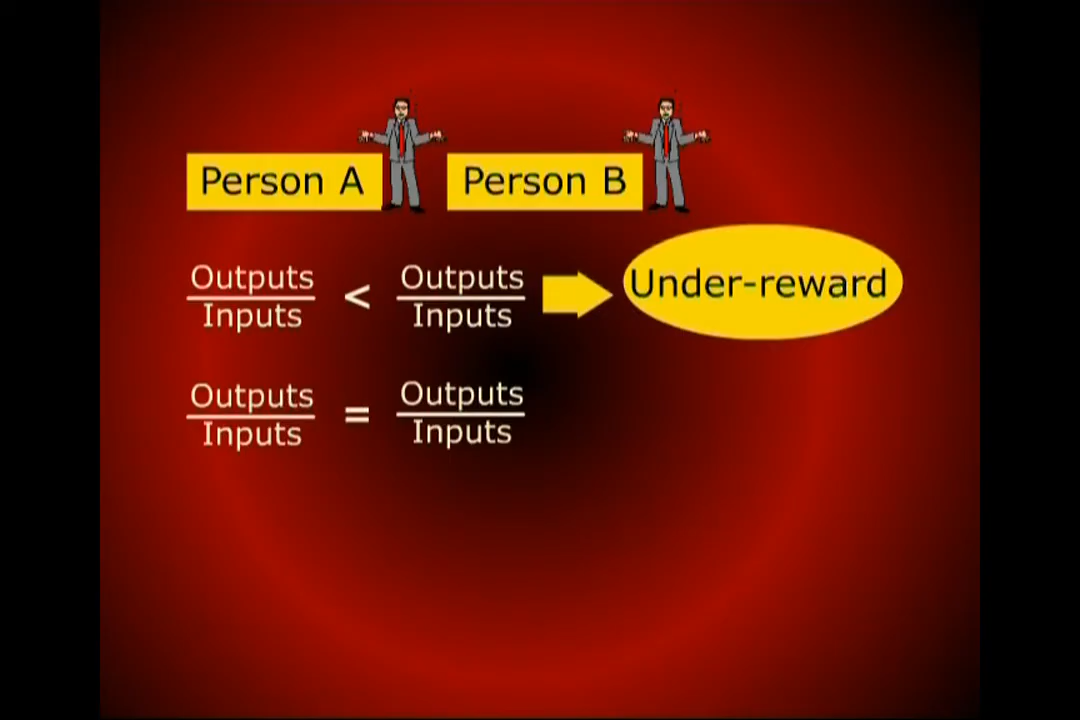 Person A Person B
Outputs Outputs
< Under-reward
Inputs Inputs
Outputs Outputs
=
Inputs Inputs